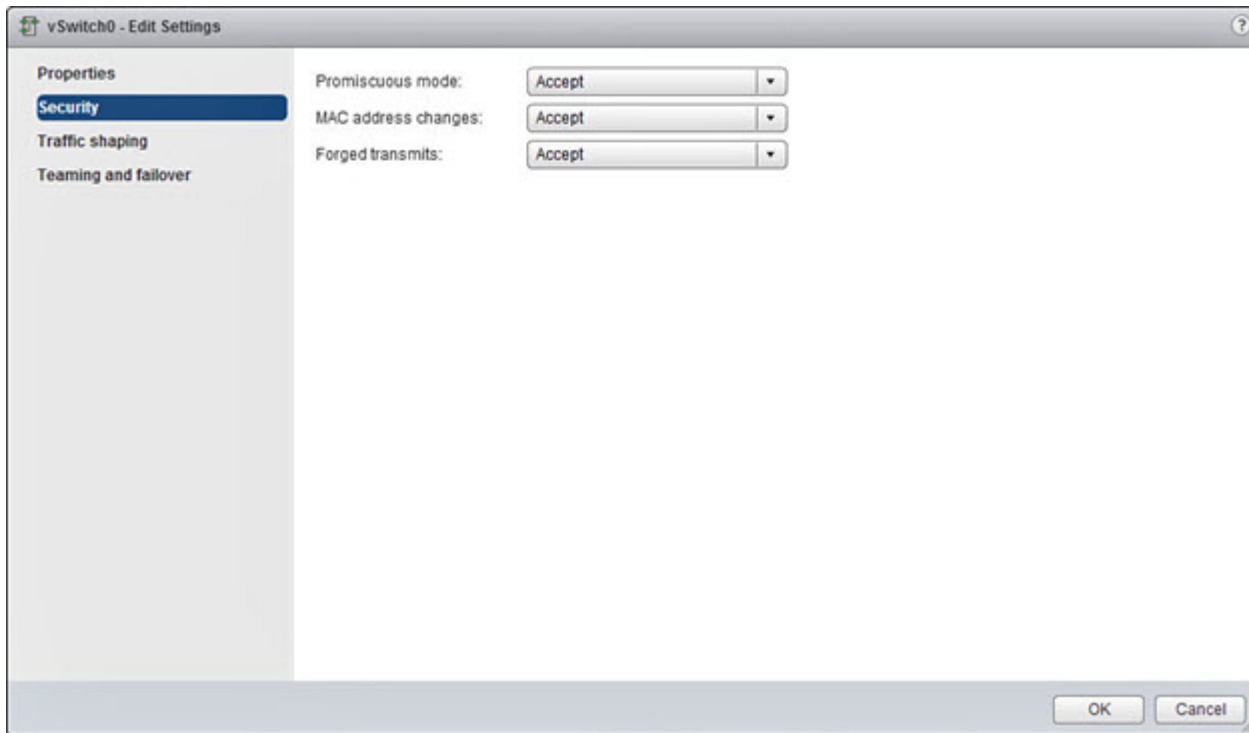 vSwitch0 - Edit Settings
?
Properties
Security
Traffic shaping
Teaming and failover
Promiscuous mode: Accept
MAC address changes: Accept
Forged transmits: Accept
OK Cancel